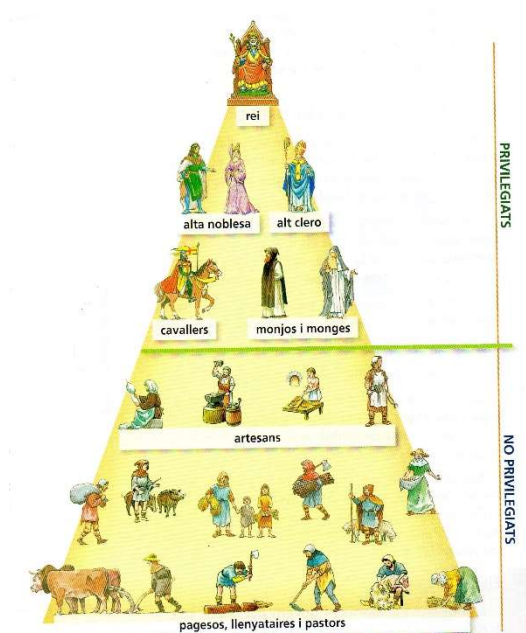 rei
alta noblesa
alt clero
cavallers
monjos i monges
artesans
pagesos, llenyataires i pastors
PRIVILEGIATS
NO PRIVILEGIATS